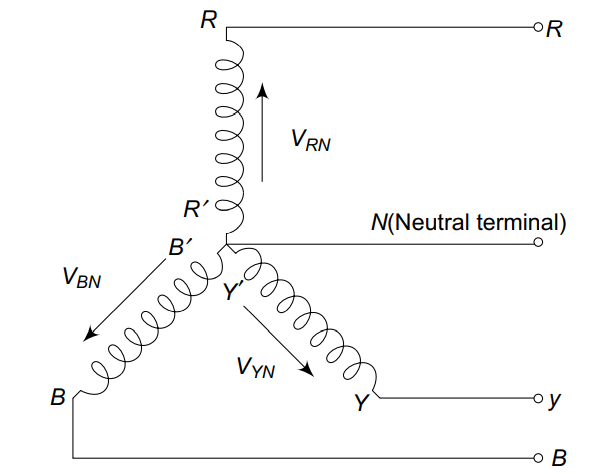 R
R
V_RN
R′
N(Neutral terminal)
B′
V_BN
Y′
V_YN
B
Y
y
B